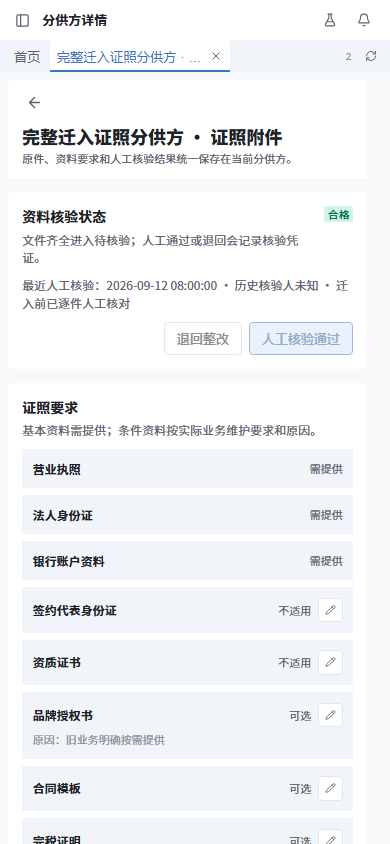 分供方详情
首页
完整迁入证照分供方 · ...
2
完整迁入证照分供方 · 证照附件
原件、资料要求和人工核验结果统一保存在当前分供方。
资料核验状态
合格
文件齐全进入待核验；人工通过或退回会记录核验凭
证。
最近人工核验：2026-09-12 08:00:00 · 历史核验人未知 · 迁
入前已逐件人工核对
退回整改
人工核验通过
证照要求
基本资料需提供；条件资料按实际业务维护要求和原因。
营业执照
需提供
法人身份证
需提供
银行账户资料
需提供
签约代表身份证
不适用
资质证书
不适用
品牌授权书
可选
原因：旧业务明确按需提供
合同模板
可选
完税证明
可选